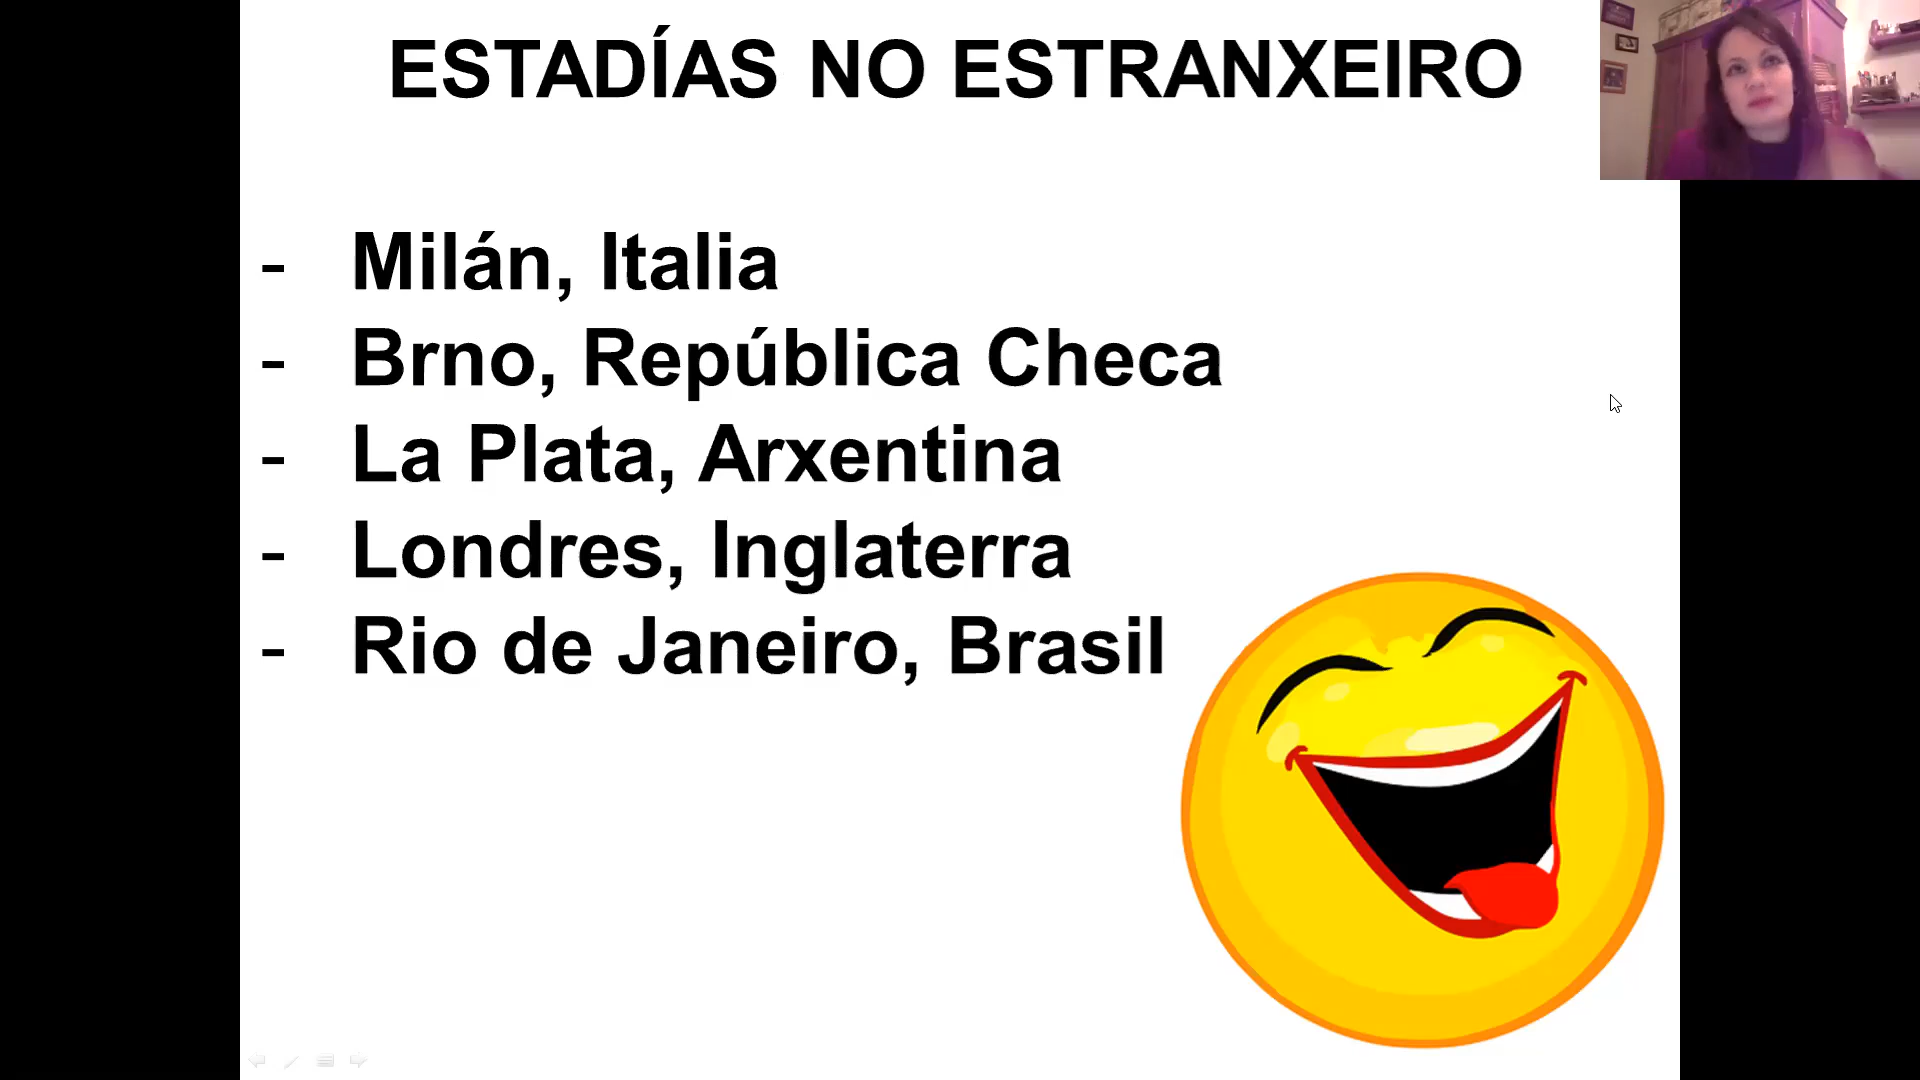 ESTADÍAS NO ESTRANXEIRO
- Milán, Italia
- Brno, República Checa
- La Plata, Arxentina
- Londres, Inglaterra
- Rio de Janeiro, Brasil